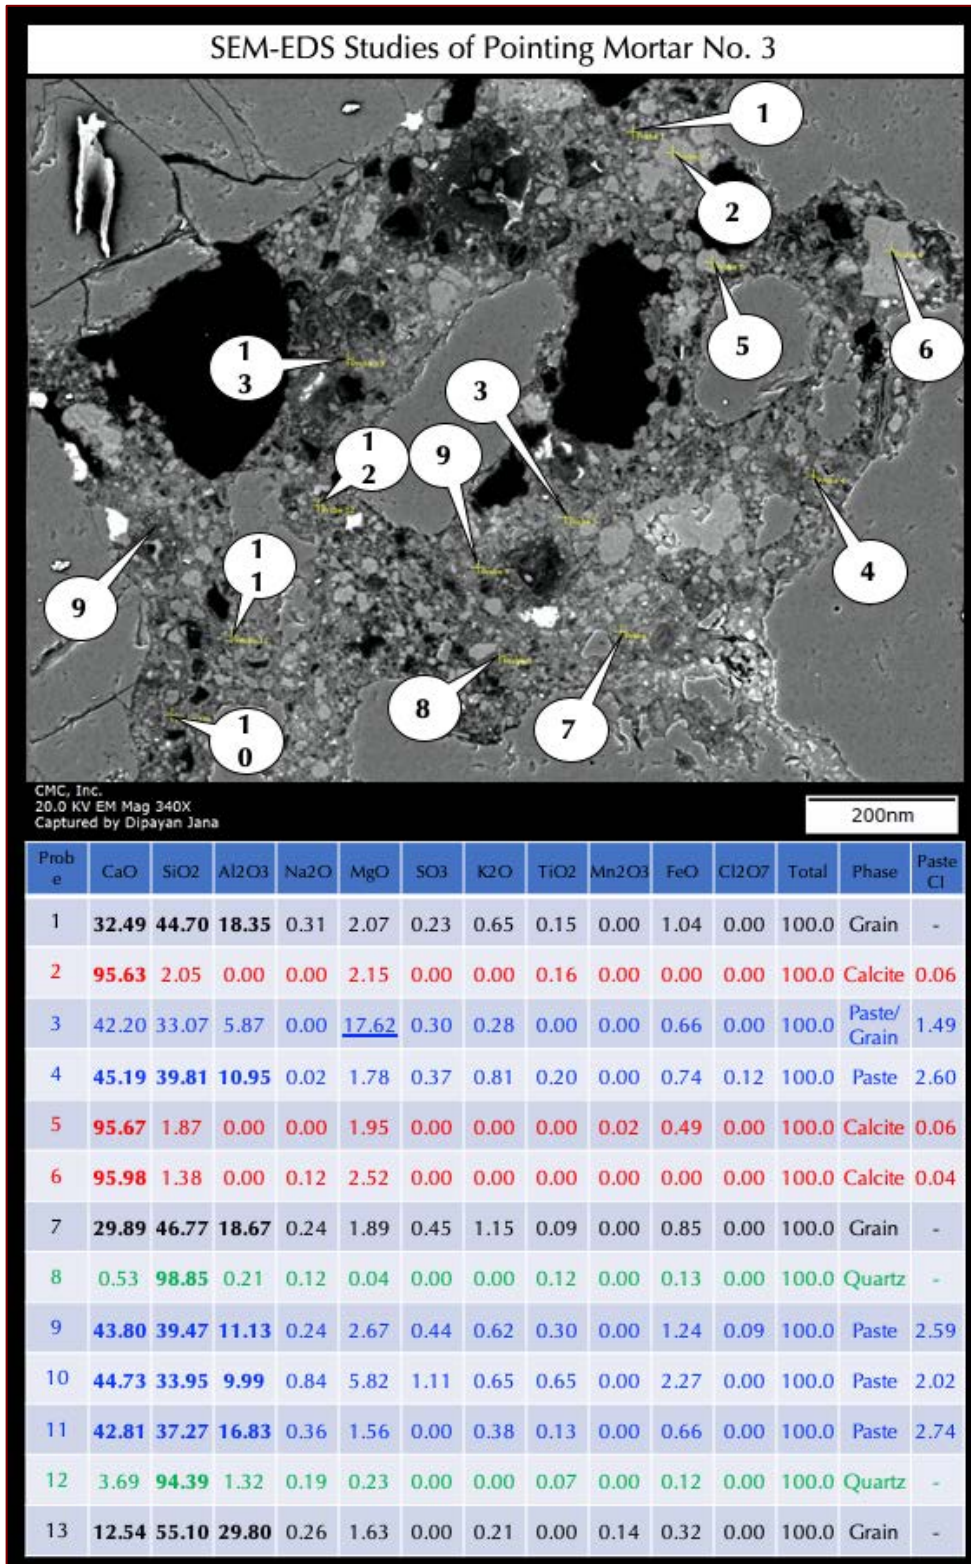 SEM-EDS Studies of Pointing Mortar No. 3
1
2
5
6
1
3
3
1
2
9
4
1
1
9
8
7
1
0
CMC, Inc.
20.0 KV EM Mag 340X
Captured by Dipayan Jana
200nm
Prob
e CaO SiO2 Al2O3 Na2O MgO SO3 K2O TiO2 Mn2O3 FeO Cl2O7 Total Phase Paste
CI
1 32.49 44.70 18.35 0.31 2.07 0.23 0.65 0.15 0.00 1.04 0.00 100.0 Grain -
2 95.63 2.05 0.00 0.00 2.15 0.00 0.00 0.16 0.00 0.00 0.00 100.0 Calcite 0.06
3 42.20 33.07 5.87 0.00 17.62 0.30 0.28 0.00 0.00 0.66 0.00 100.0 Paste/
Grain 1.49
4 45.19 39.81 10.95 0.02 1.78 0.37 0.81 0.20 0.00 0.74 0.12 100.0 Paste 2.60
5 95.67 1.87 0.00 0.00 1.95 0.00 0.00 0.00 0.02 0.49 0.00 100.0 Calcite 0.06
6 95.98 1.38 0.00 0.12 2.52 0.00 0.00 0.00 0.00 0.00 0.00 100.0 Calcite 0.04
7 29.89 46.77 18.67 0.24 1.89 0.45 1.15 0.09 0.00 0.85 0.00 100.0 Grain -
8 0.53 98.85 0.21 0.12 0.04 0.00 0.00 0.12 0.00 0.13 0.00 100.0 Quartz -
9 43.80 39.47 11.13 0.24 2.67 0.44 0.62 0.30 0.00 1.24 0.09 100.0 Paste 2.59
10 44.73 33.95 9.99 0.84 5.82 1.11 0.65 0.65 0.00 2.27 0.00 100.0 Paste 2.02
11 42.81 37.27 16.83 0.36 1.56 0.00 0.38 0.13 0.00 0.66 0.00 100.0 Paste 2.74
12 3.69 94.39 1.32 0.19 0.23 0.00 0.00 0.07 0.00 0.12 0.00 100.0 Quartz -
13 12.54 55.10 29.80 0.26 1.63 0.00 0.21 0.00 0.14 0.32 0.00 100.0 Grain -